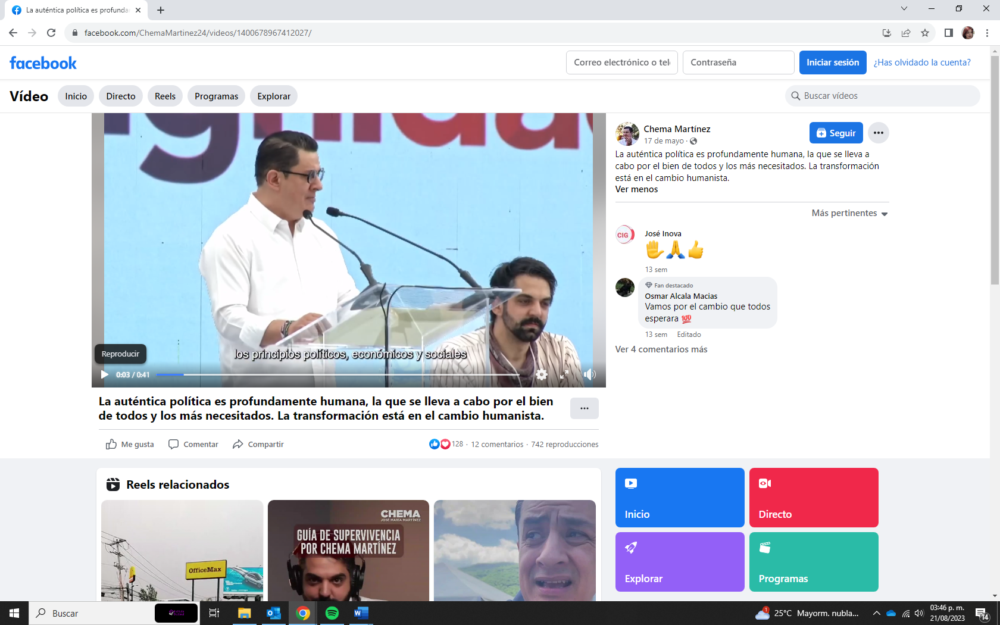 La auténtica política es profunda
facebook.com/ChemaMartinez24/videos/1400678967412027/
facebook
Correo electrónico o tel
Contraseña
Iniciar sesión
¿Has olvidado la cuenta?
Vídeo
Inicio
Directo
Reels
Programas
Explorar
Buscar vídeos
los principios políticos, económicos y sociales
Reproducir
0:03 / 0:41
Chema Martínez
17 de mayo ·
Seguir
La auténtica política es profundamente humana, la que se lleva a
cabo por el bien de todos y los más necesitados. La transformación
está en el cambio humanista.
Ver menos
Más pertinentes
CIG
José Inova
✋🙏👍
13 sem
Fan destacado
Osmar Alcala Macias
Vamos por el cambio que todos
esperara 💯
13 sem Editado
Ver 4 comentarios más
La auténtica política es profundamente humana, la que se lleva a cabo por el bien
de todos y los más necesitados. La transformación está en el cambio humanista.
Me gusta
Comentar
Compartir
128 · 12 comentarios · 742 reproducciones
Reels relacionados
OfficeMax
CHEMA
JOSÉ MARÍA MARTÍNEZ
GUÍA DE SUPERVIVENCIA
POR CHEMA MARTÍNEZ
Inicio
Directo
Explorar
Programas
Buscar
1
25°C Mayorm. nubla...
03:46 p. m.
21/08/2023
14